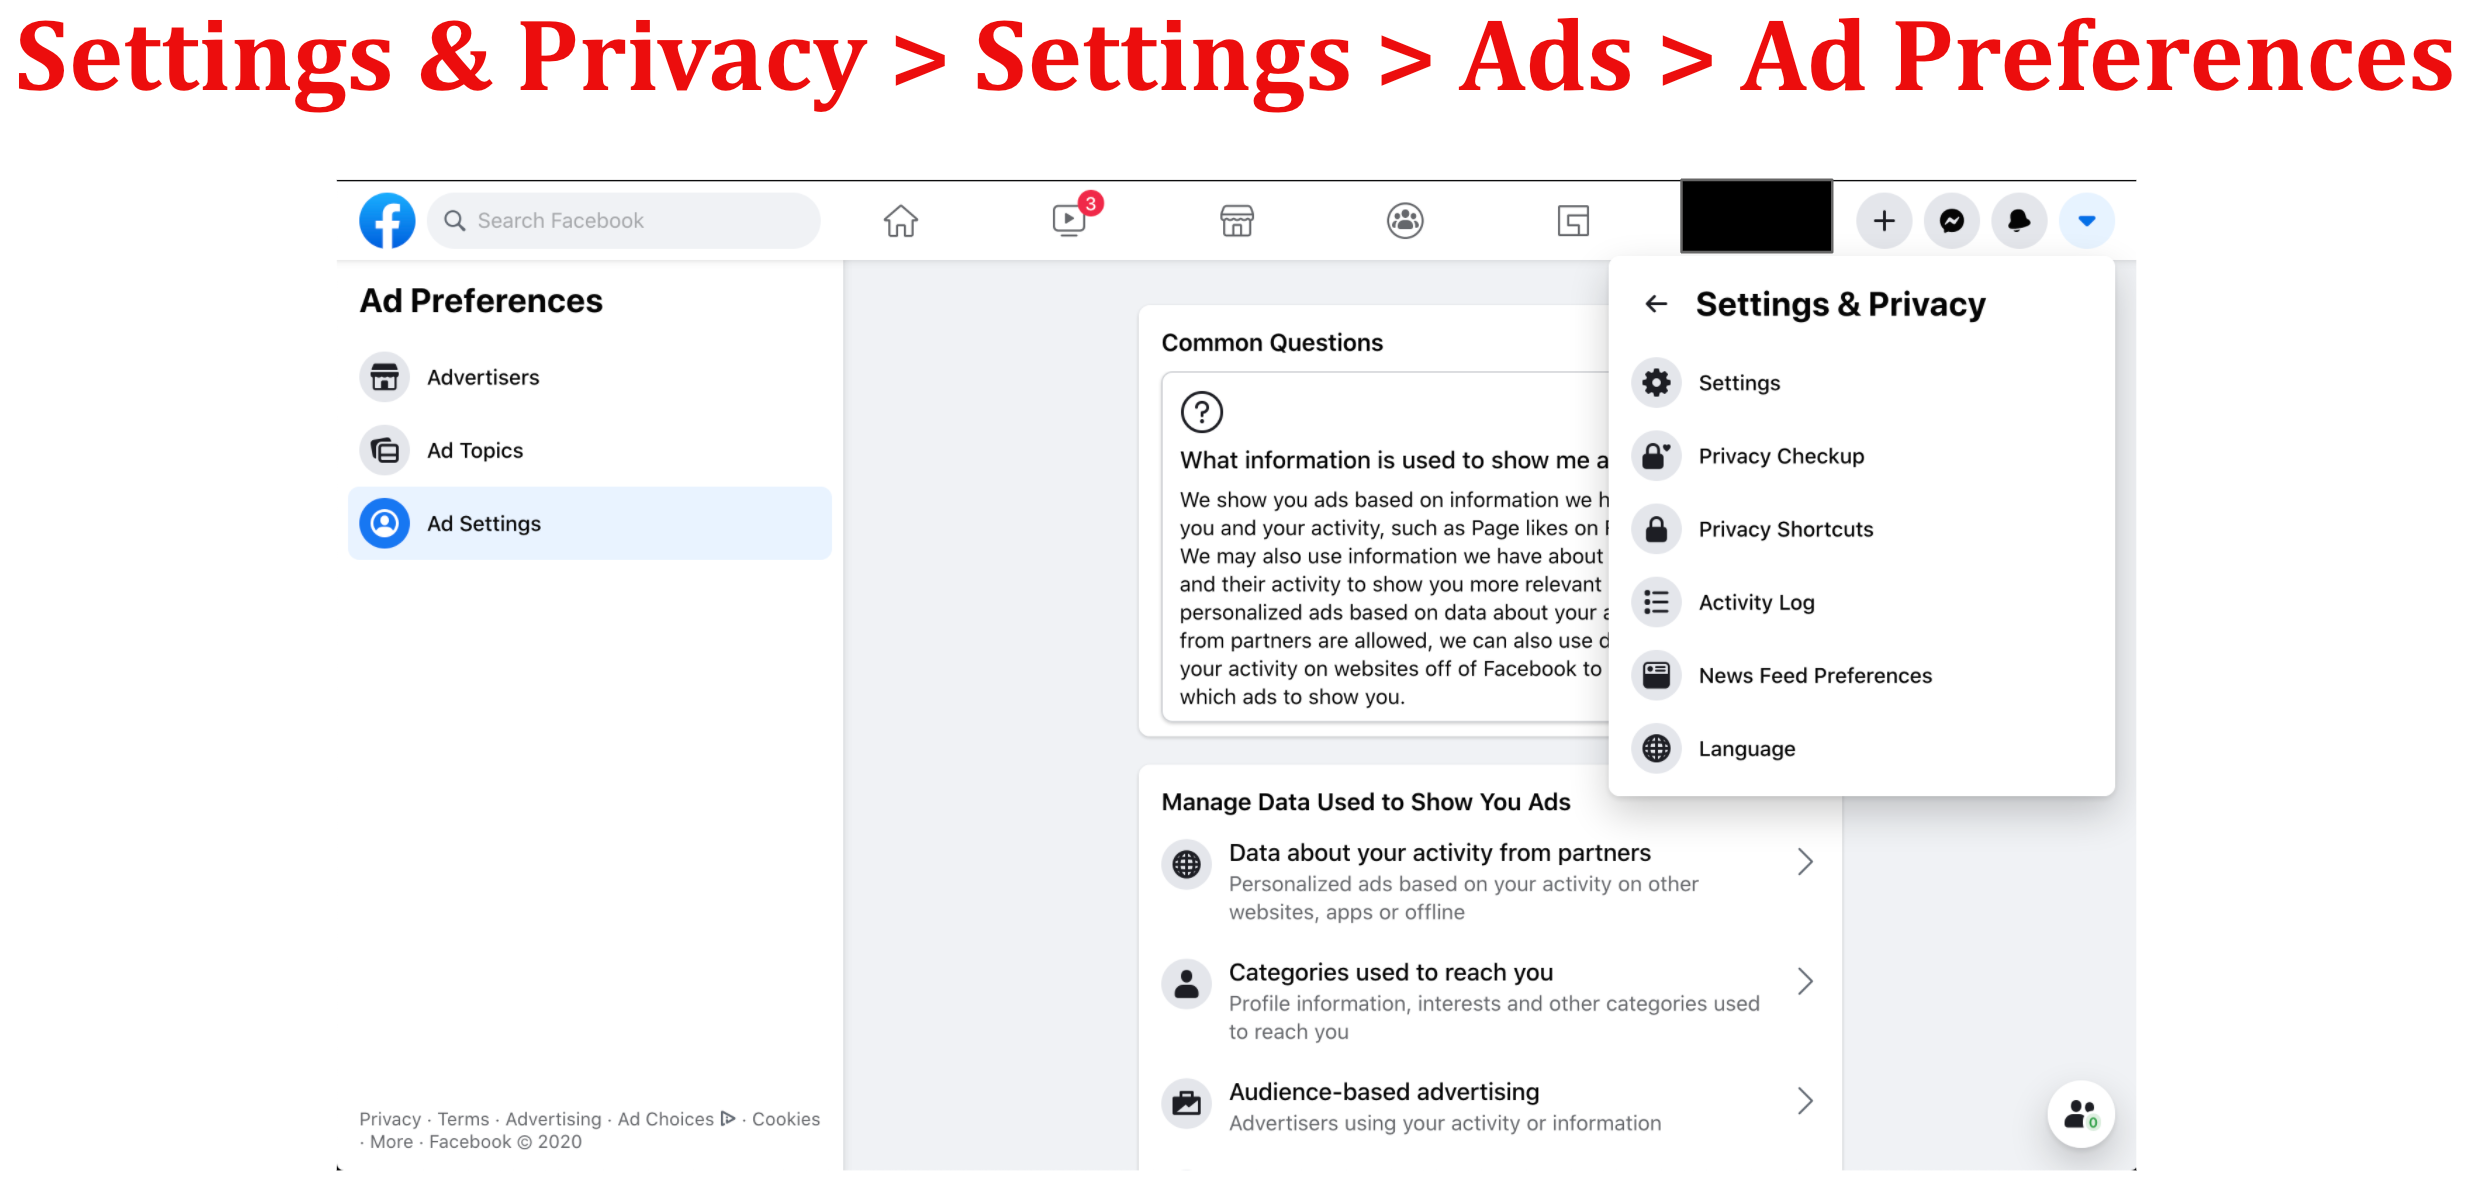 Settings & Privacy > Settings > Ads > Ad Preferences
Search Facebook
3
Ad Preferences
Advertisers
Ad Topics
Ad Settings
Privacy · Terms · Advertising · Ad Choices · Cookies
· More · Facebook © 2020
Common Questions
What information is used to show me a
We show you ads based on information we h
you and your activity, such as Page likes on F
We may also use information we have about
and their activity to show you more relevant
personalized ads based on data about your a
from partners are allowed, we can also use d
your activity on websites off of Facebook to
which ads to show you.
Manage Data Used to Show You Ads
Data about your activity from partners
Personalized ads based on your activity on other
websites, apps or offline
Categories used to reach you
Profile information, interests and other categories used
to reach you
Audience-based advertising
Advertisers using your activity or information
Settings & Privacy
Settings
Privacy Checkup
Privacy Shortcuts
Activity Log
News Feed Preferences
Language
0